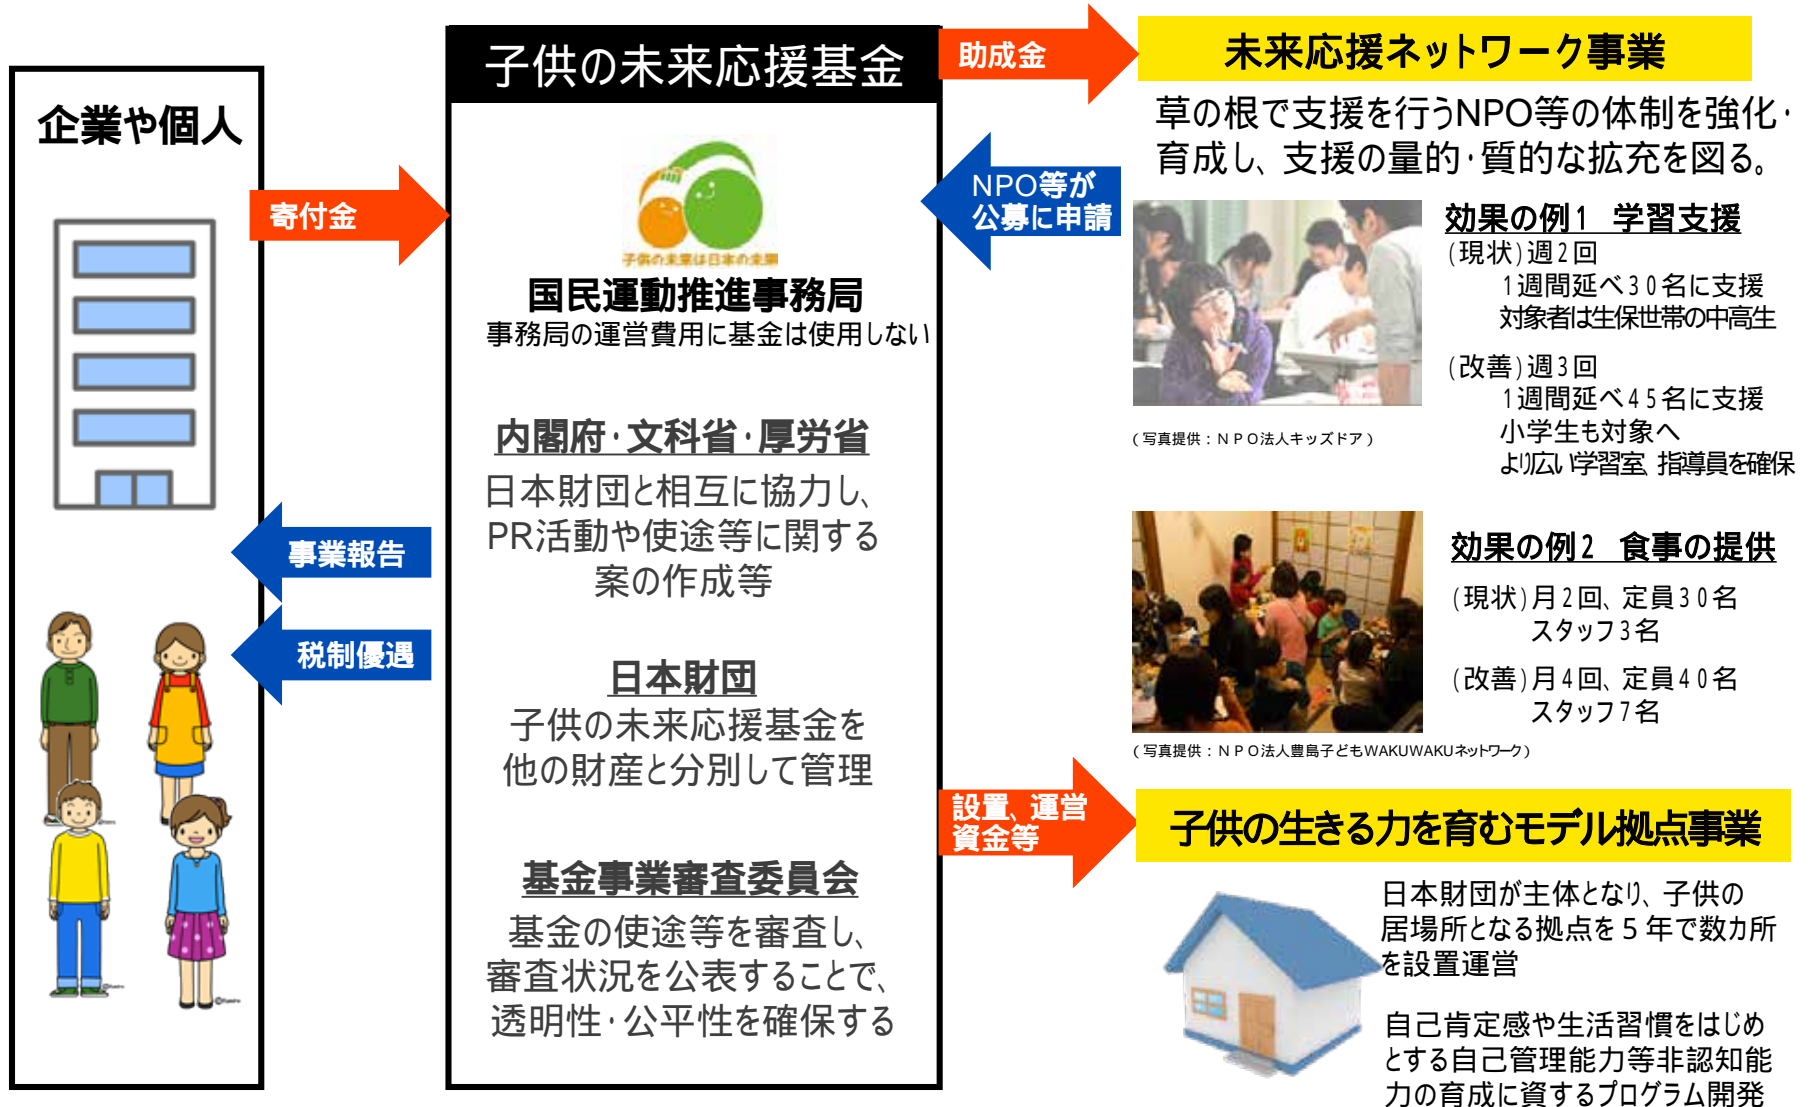 企業や個人
寄付金
事業報告
税制優遇
子供の未来応援基金
子供の未来は日本の未来
国民運動推進事務局
事務局の運営費用に基金は使用しない
内閣府・文科省・厚労省
日本財団と相互に協力し、
PR活動や使途等に関する
案の作成等
日本財団
子供の未来応援基金を
他の財産と分別して管理
基金事業審査委員会
基金の使途等を審査し、
審査状況を公表することで、
透明性・公平性を確保する
助成金
NPO等が
公募に申請
設置、運営
資金等
未来応援ネットワーク事業
草の根で支援を行うNPO等の体制を強化・
育成し、支援の量的・質的な拡充を図る。
効果の例1 学習支援
(現状)週2回
1週間延べ30名に支援
対象者は生保世帯の中高生
(改善)週3回
1週間延べ45名に支援
小学生も対象へ
より広い学習室、指導員を確保
(写真提供：NPO法人キッズドア)
効果の例2 食事の提供
(現状)月2回、定員30名
スタッフ3名
(改善)月4回、定員40名
スタッフ7名
(写真提供：NPO法人豊島子どもWAKUWAKUネットワーク)
子供の生きる力を育むモデル拠点事業
日本財団が主体となり、子供の
居場所となる拠点を5年で数カ所
を設置運営
自己肯定感や生活習慣をはじめ
とする自己管理能力等非認知能
力の育成に資するプログラム開発